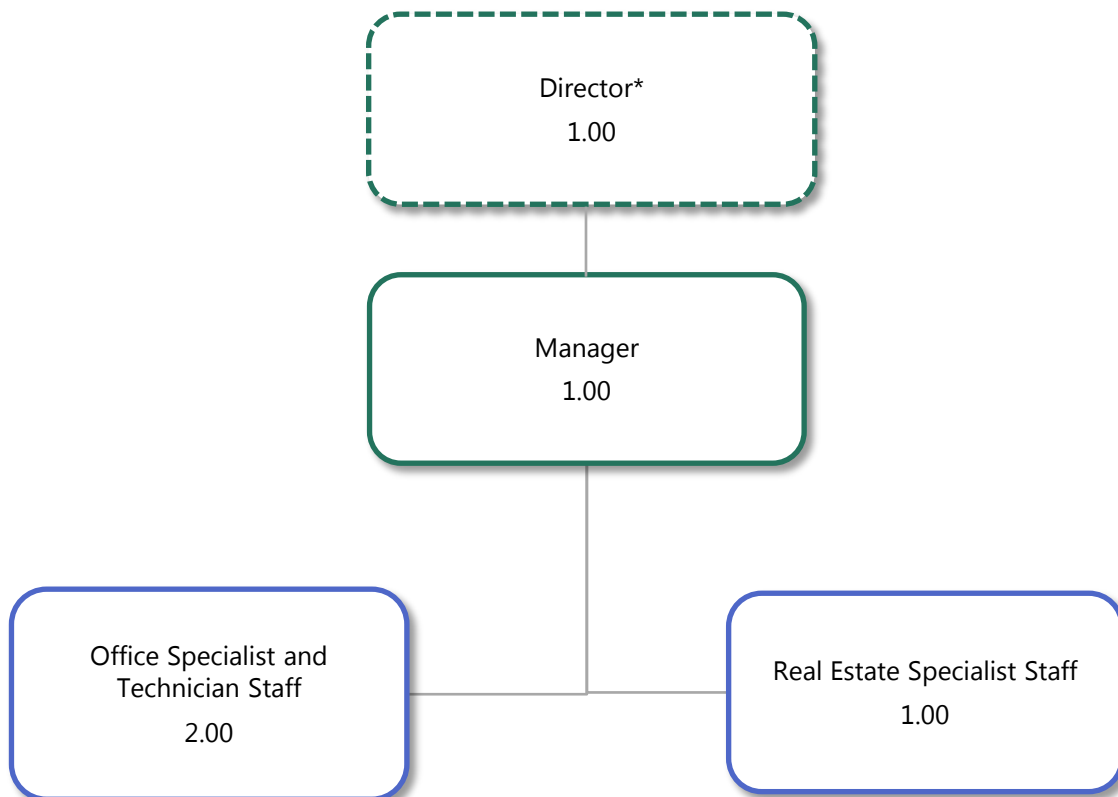 Director*
1.00
Manager
1.00
Office Specialist and
Technician Staff
2.00
Real Estate Specialist Staff
1.00